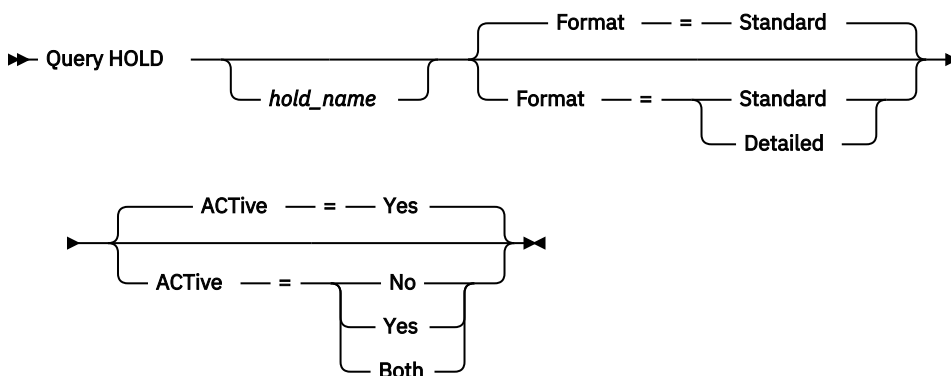 Format = Standard
Query HOLD
hold_name
Format = Standard
Detailed
ACTive = Yes
ACTive = No
Yes
Both